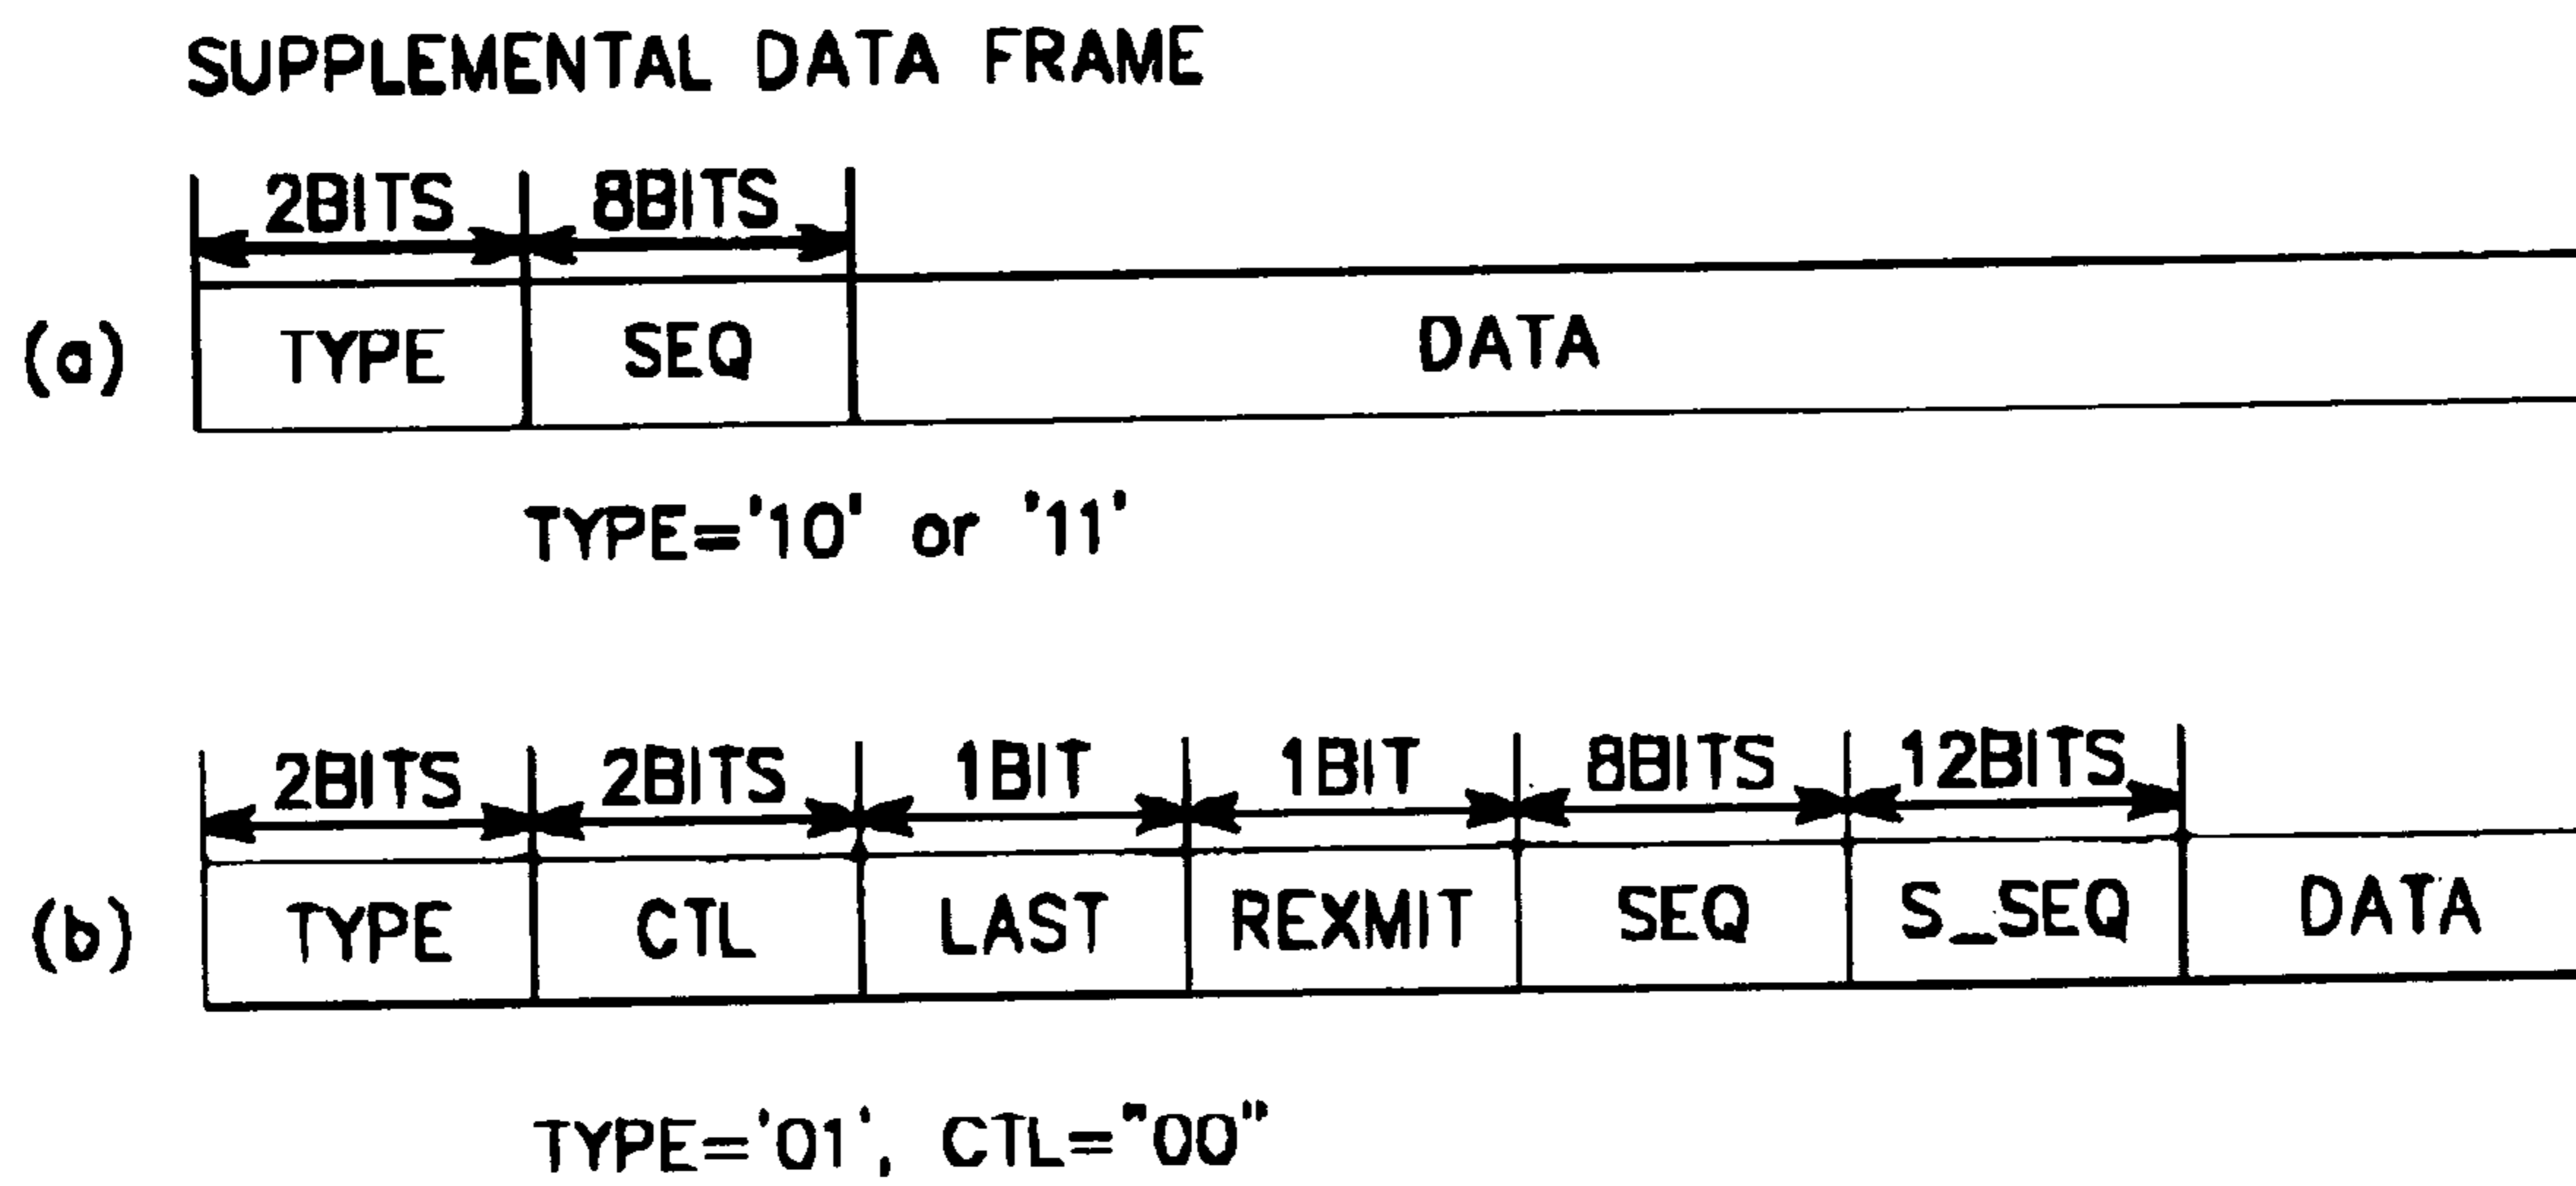 SUPPLEMENTAL DATA FRAME
2BITS 8BITS
(a) TYPE SEQ DATA
TYPE='10' or '11'
2BITS 2BITS 1BIT 1BIT 8BITS 12BITS
(b) TYPE CTL LAST REXMIT SEQ S_SEQ DATA
TYPE='01', CTL="00"